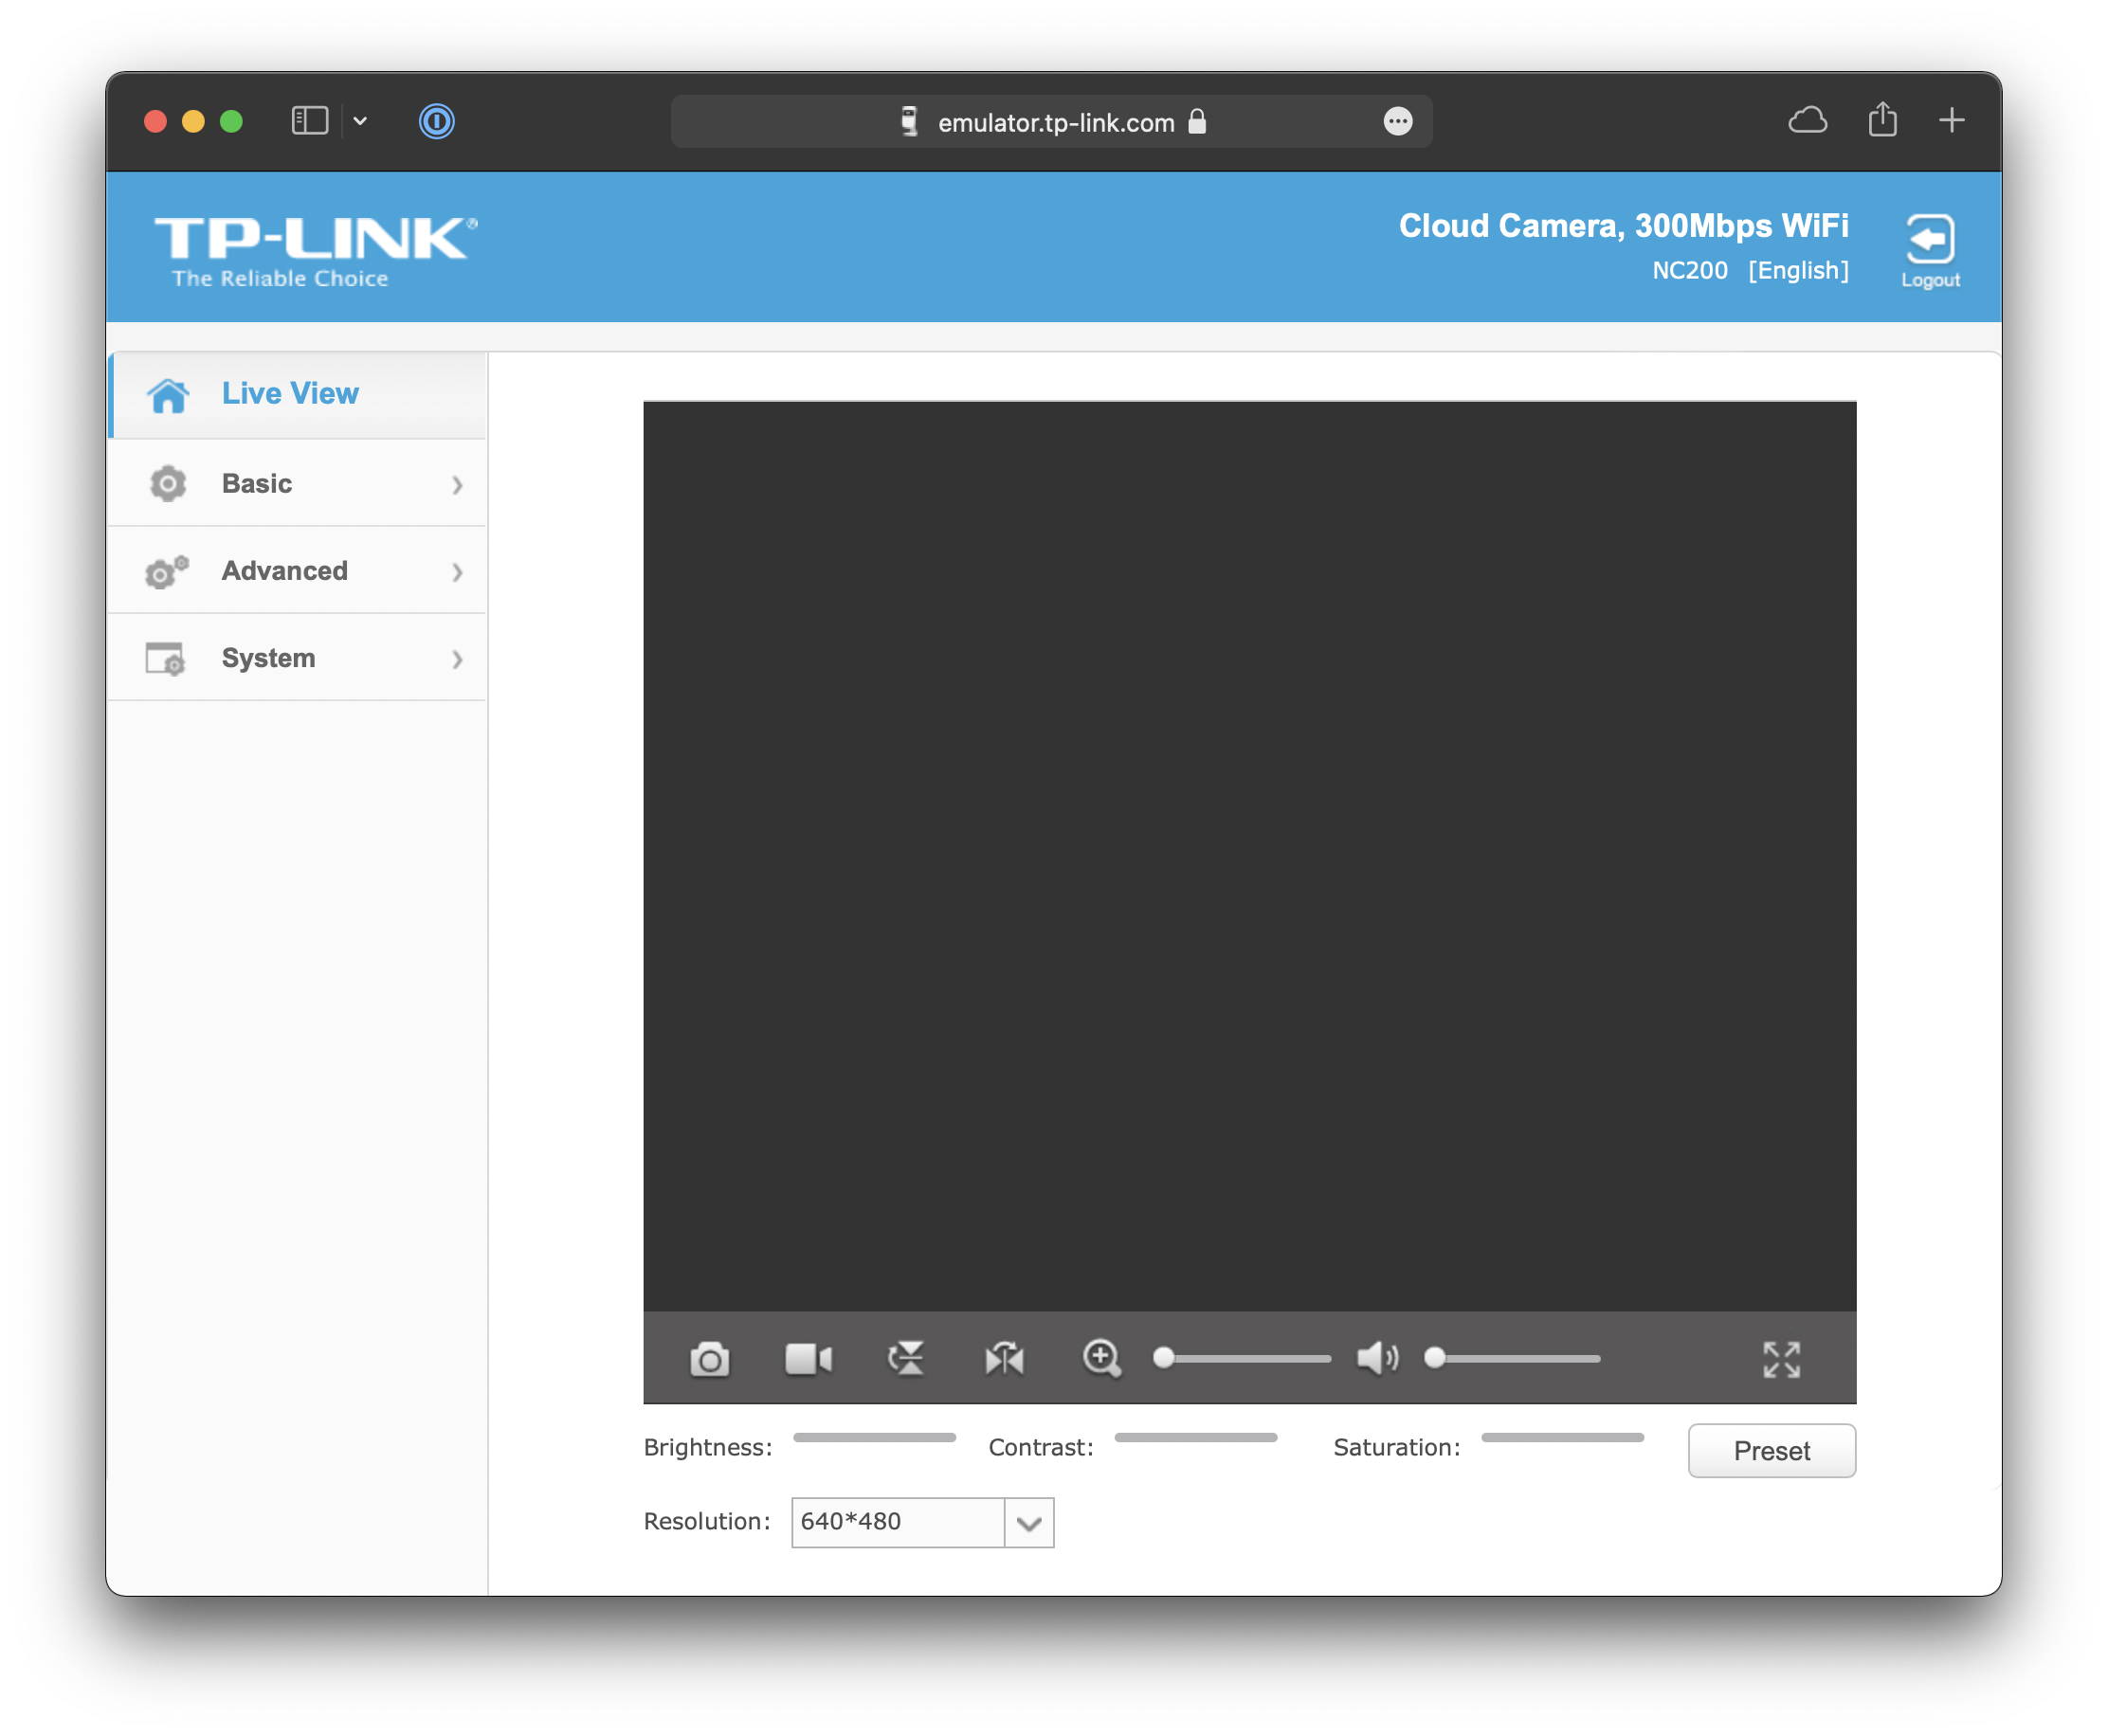 emulator.tp-link.com
TP-LINK®
The Reliable Choice
Cloud Camera, 300Mbps WiFi
NC200 [English]
Logout
Live View
Basic
Advanced
System
Brightness:
Contrast:
Saturation:
Preset
Resolution:
640*480